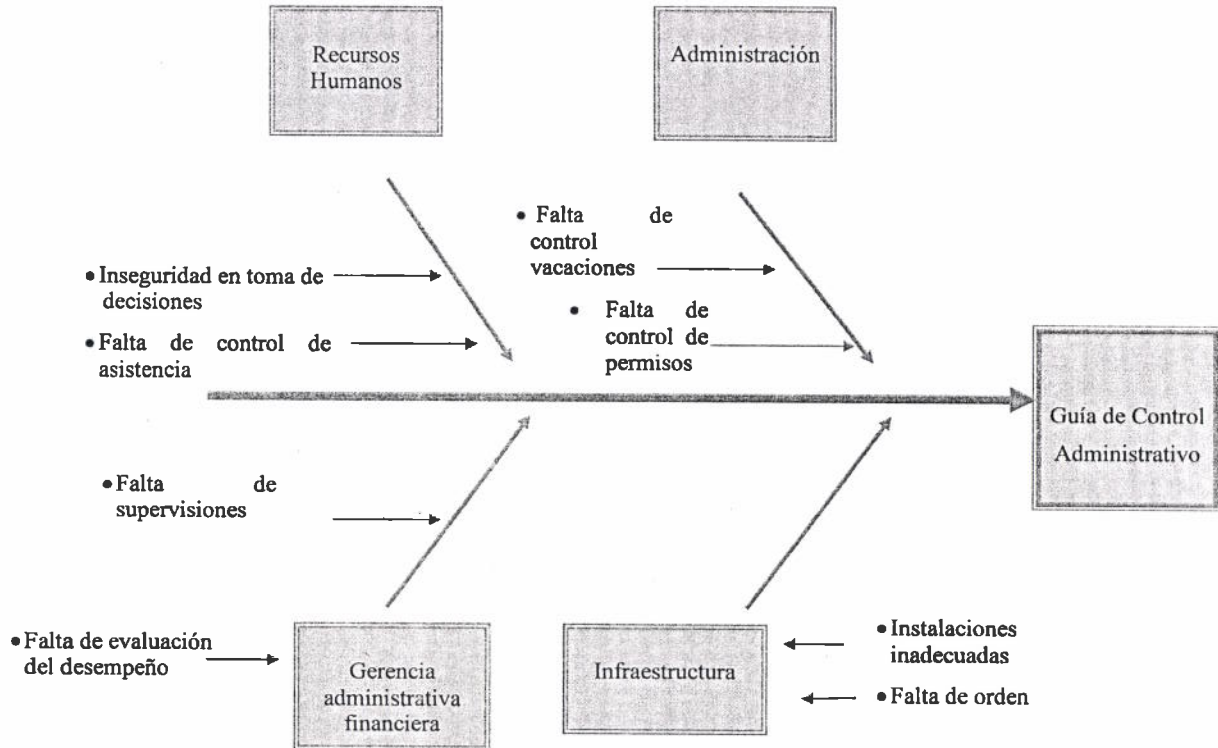 Recursos
Humanos
Administración
• Falta de
control
vacaciones
• Inseguridad en toma de
decisiones
• Falta de
control de
permisos
• Falta de control de
asistencia
Guía de Control
Administrativo
• Falta de
supervisiones
• Falta de evaluación
del desempeño
Gerencia
administrativa
financiera
Infraestructura
• Instalaciones
inadecuadas
• Falta de orden